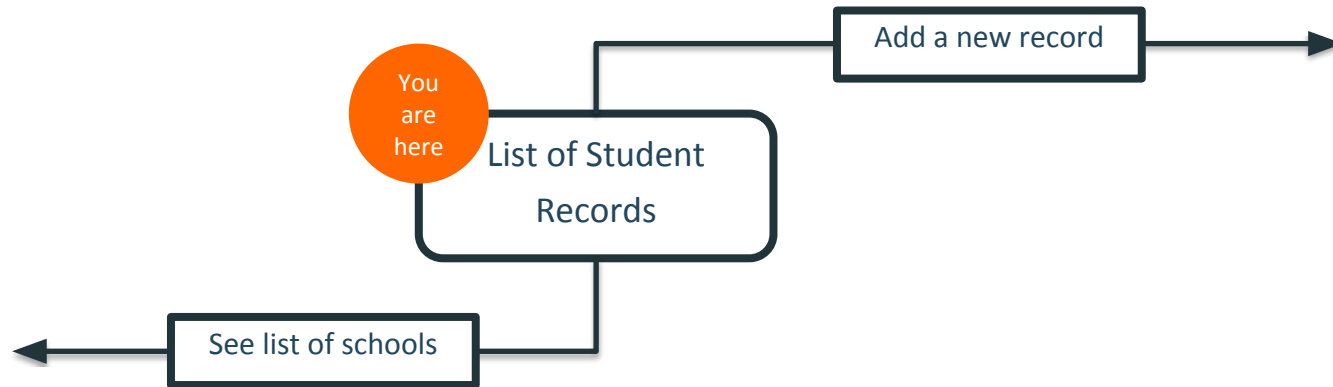 Add a new record
You
are
here
List of Student
Records
See list of schools